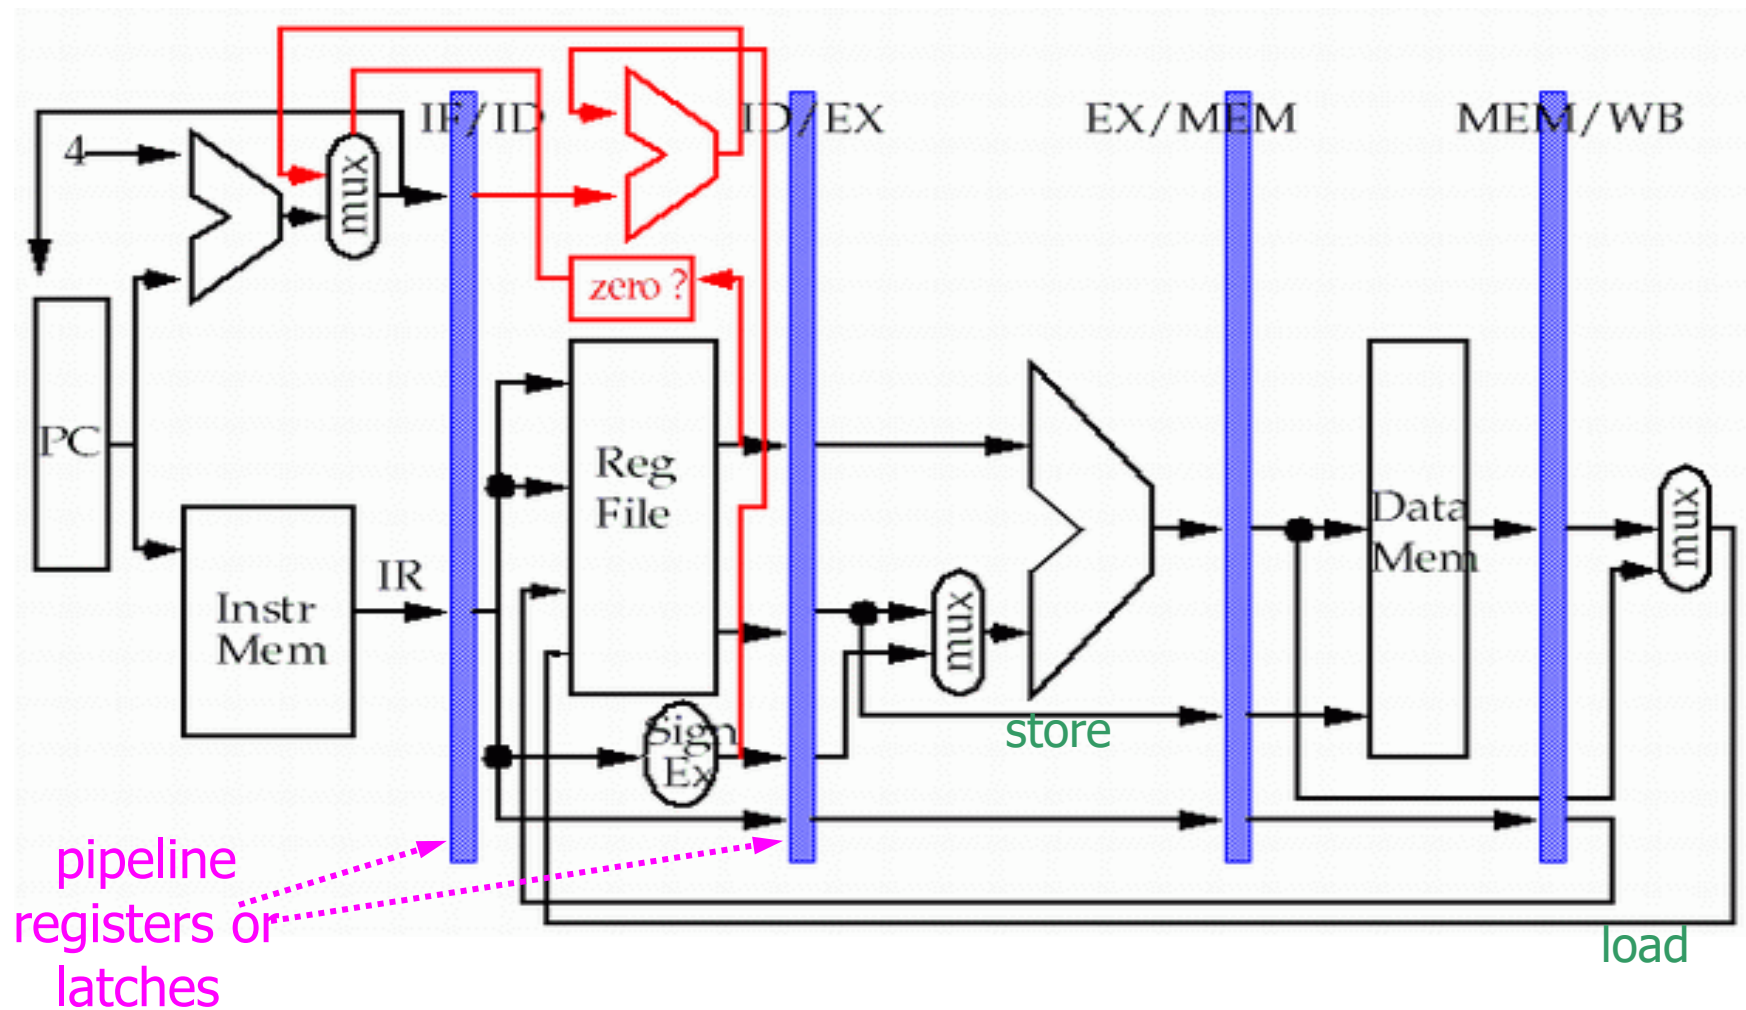 IF/ID
ID/EX
EX/MEM
MEM/WB
4
mux
zero ?
PC
Reg
File
IR
Instr
Mem
mux
Data
Mem
mux
Sign
Ex
store
pipeline
registers or
latches
load